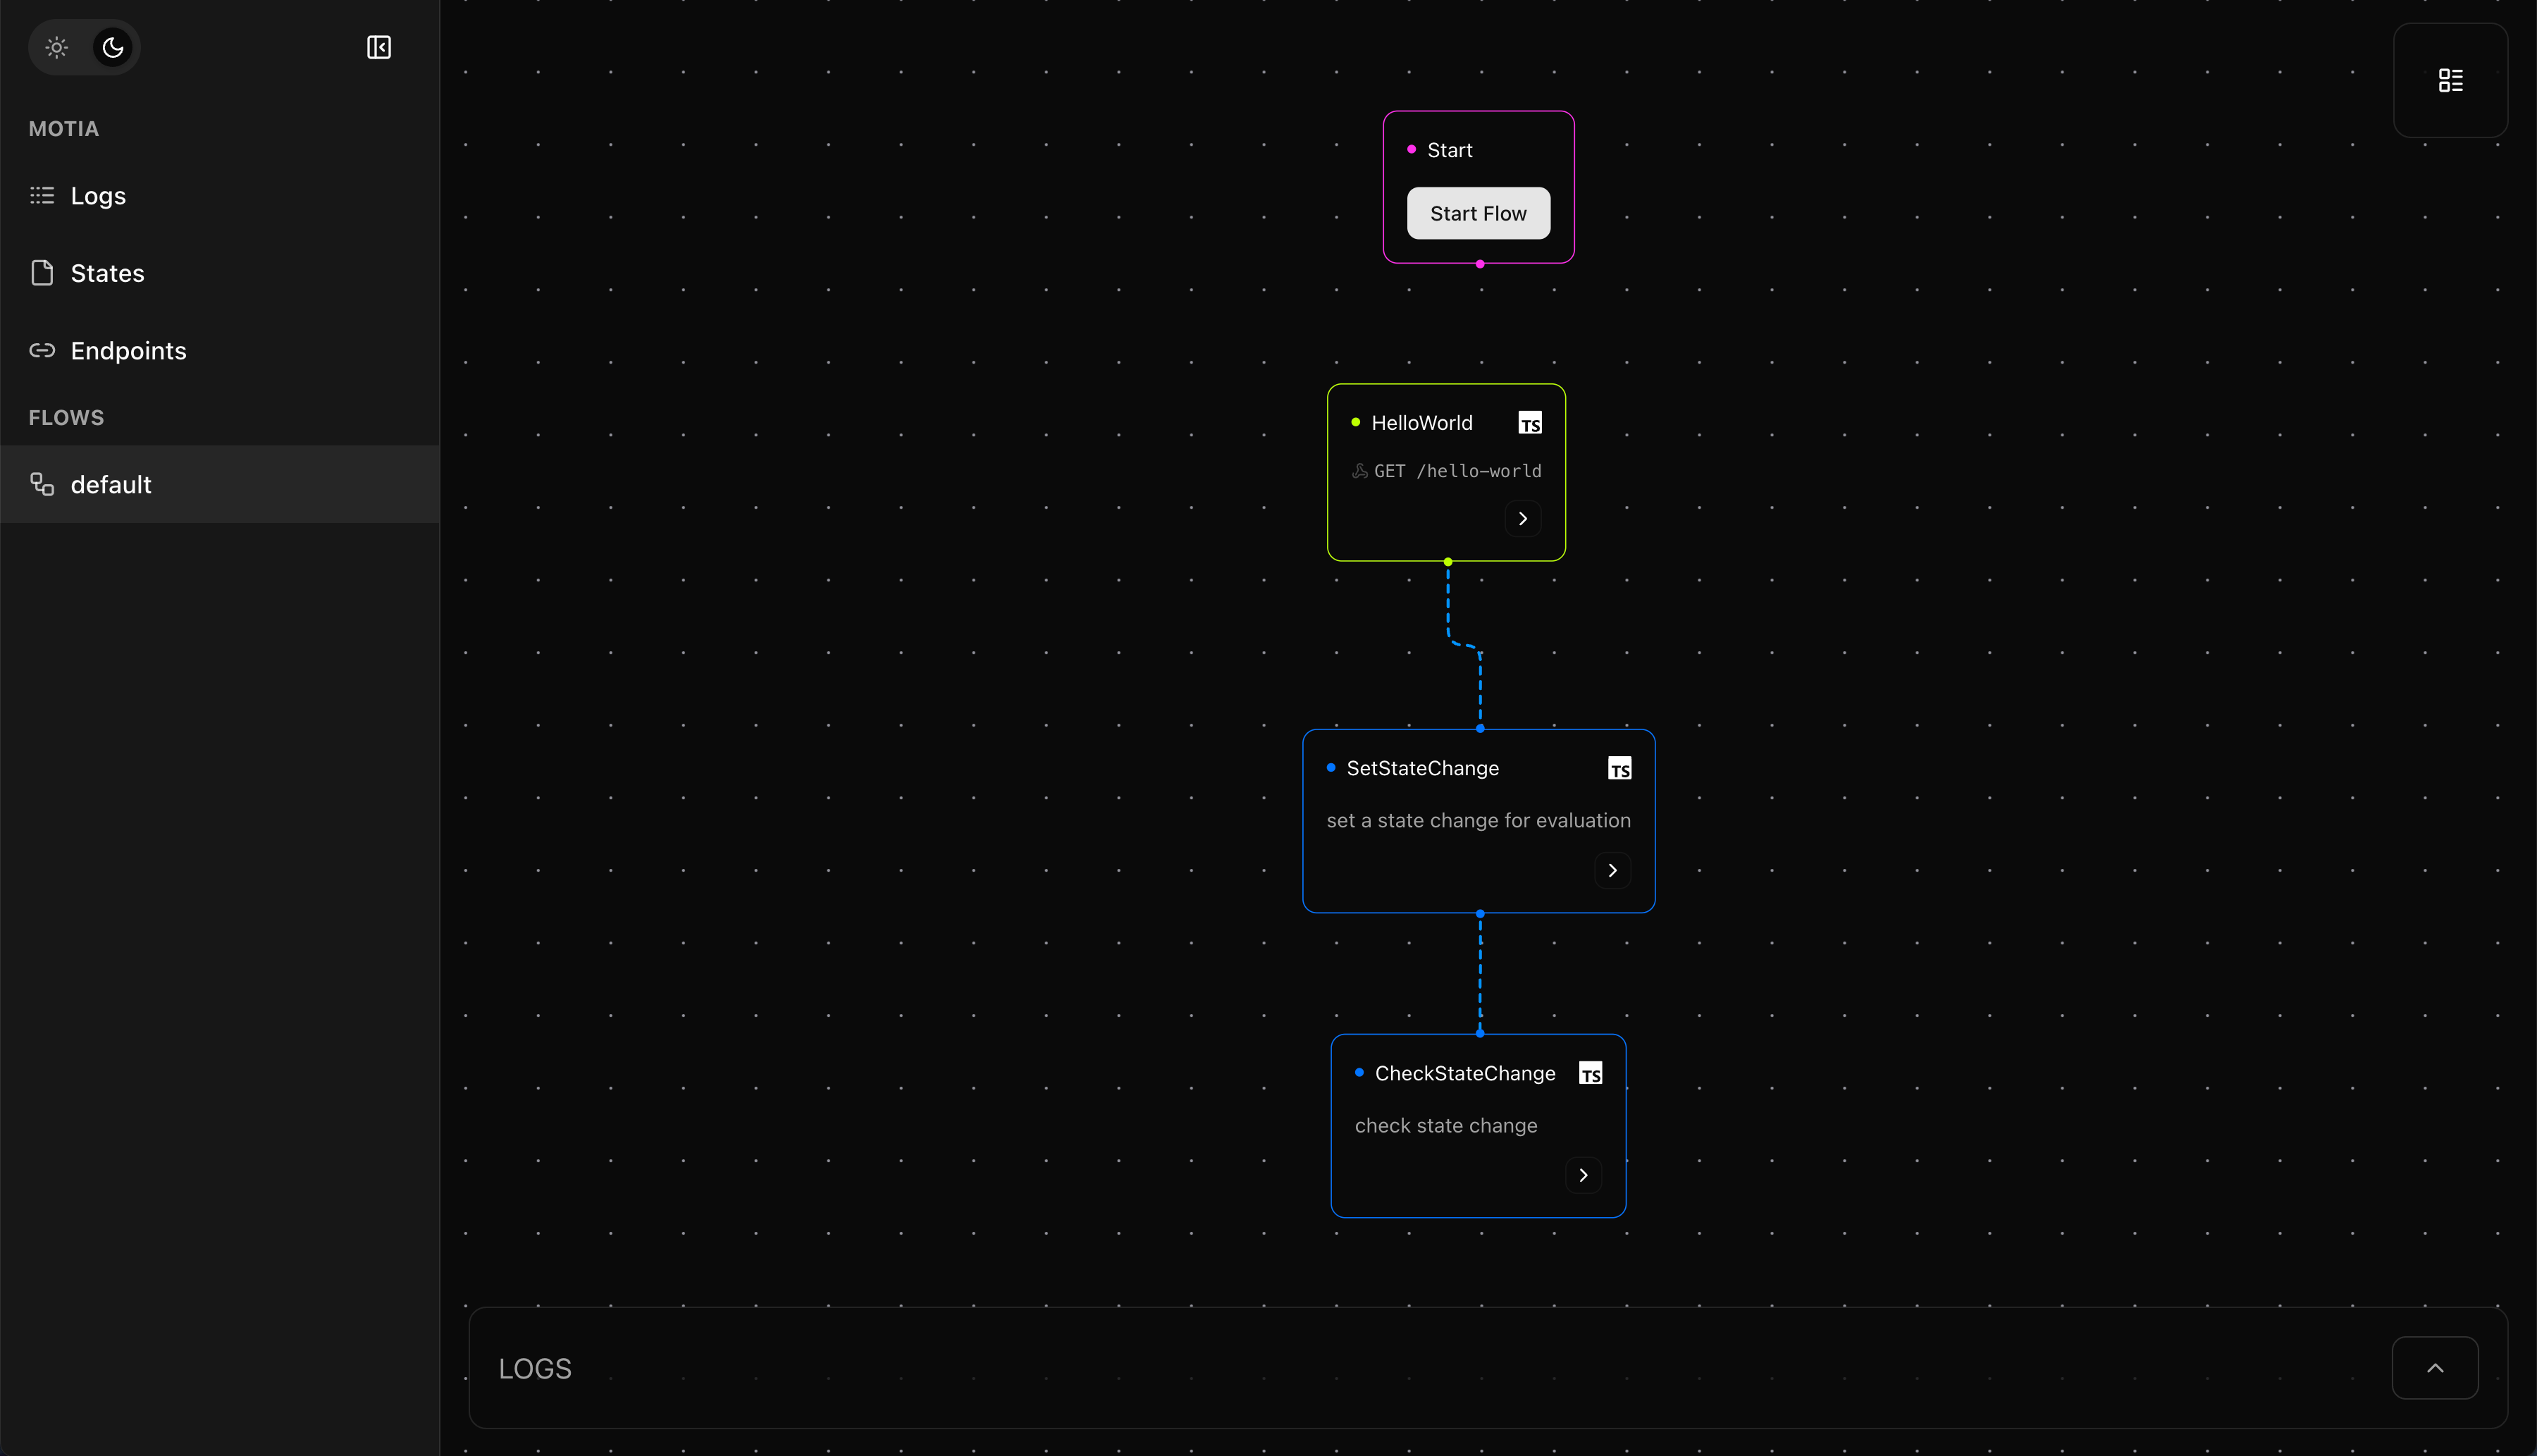 MOTIA
Logs
States
Endpoints
FLOWS
default
Start
Start Flow
HelloWorld TS
GET /hello-world
SetStateChange TS
set a state change for evaluation
CheckStateChange TS
check state change
LOGS